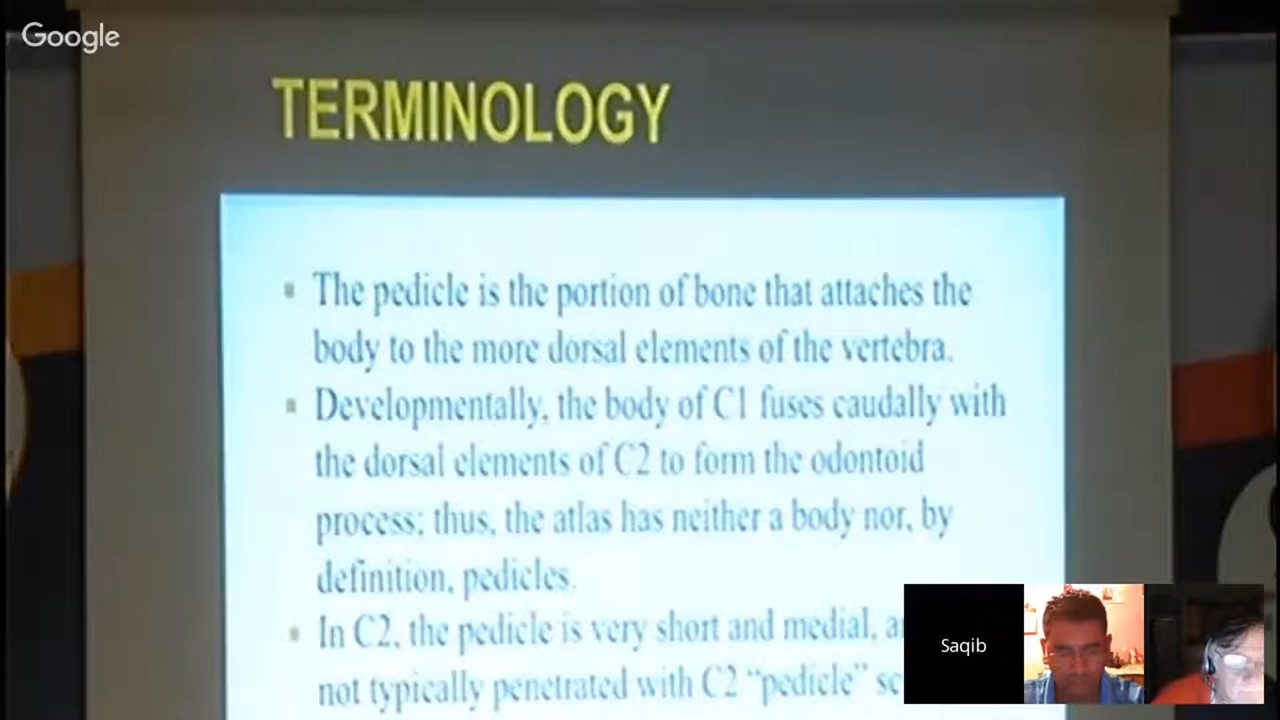 Google
TERMINOLOGY
The pedicle is the portion of bone that attaches the
body to the more dorsal elements of the vertebra.
Developmentally, the body of C1 fuses caudally with
the dorsal elements of C2 to form the odontoid
process; thus, the atlas has neither a body nor, by
definition, pedicles.
In C2, the pedicle is very short and medial,
not typically penetrated with C2 “pedicle”
Saqib